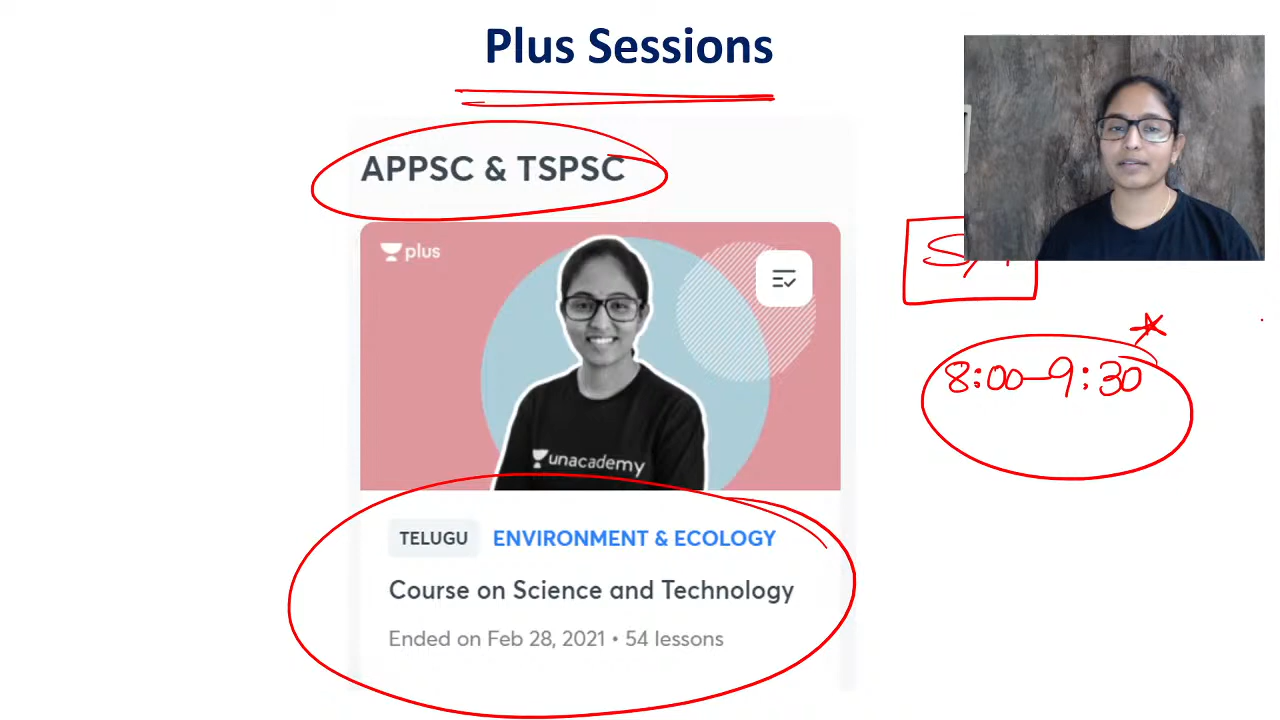 Plus Sessions
APPSC & TSPSC
plus
unacademy
8:00-9:30
TELUGU ENVIRONMENT & ECOLOGY
Course on Science and Technology
Ended on Feb 28, 2021 • 54 lessons